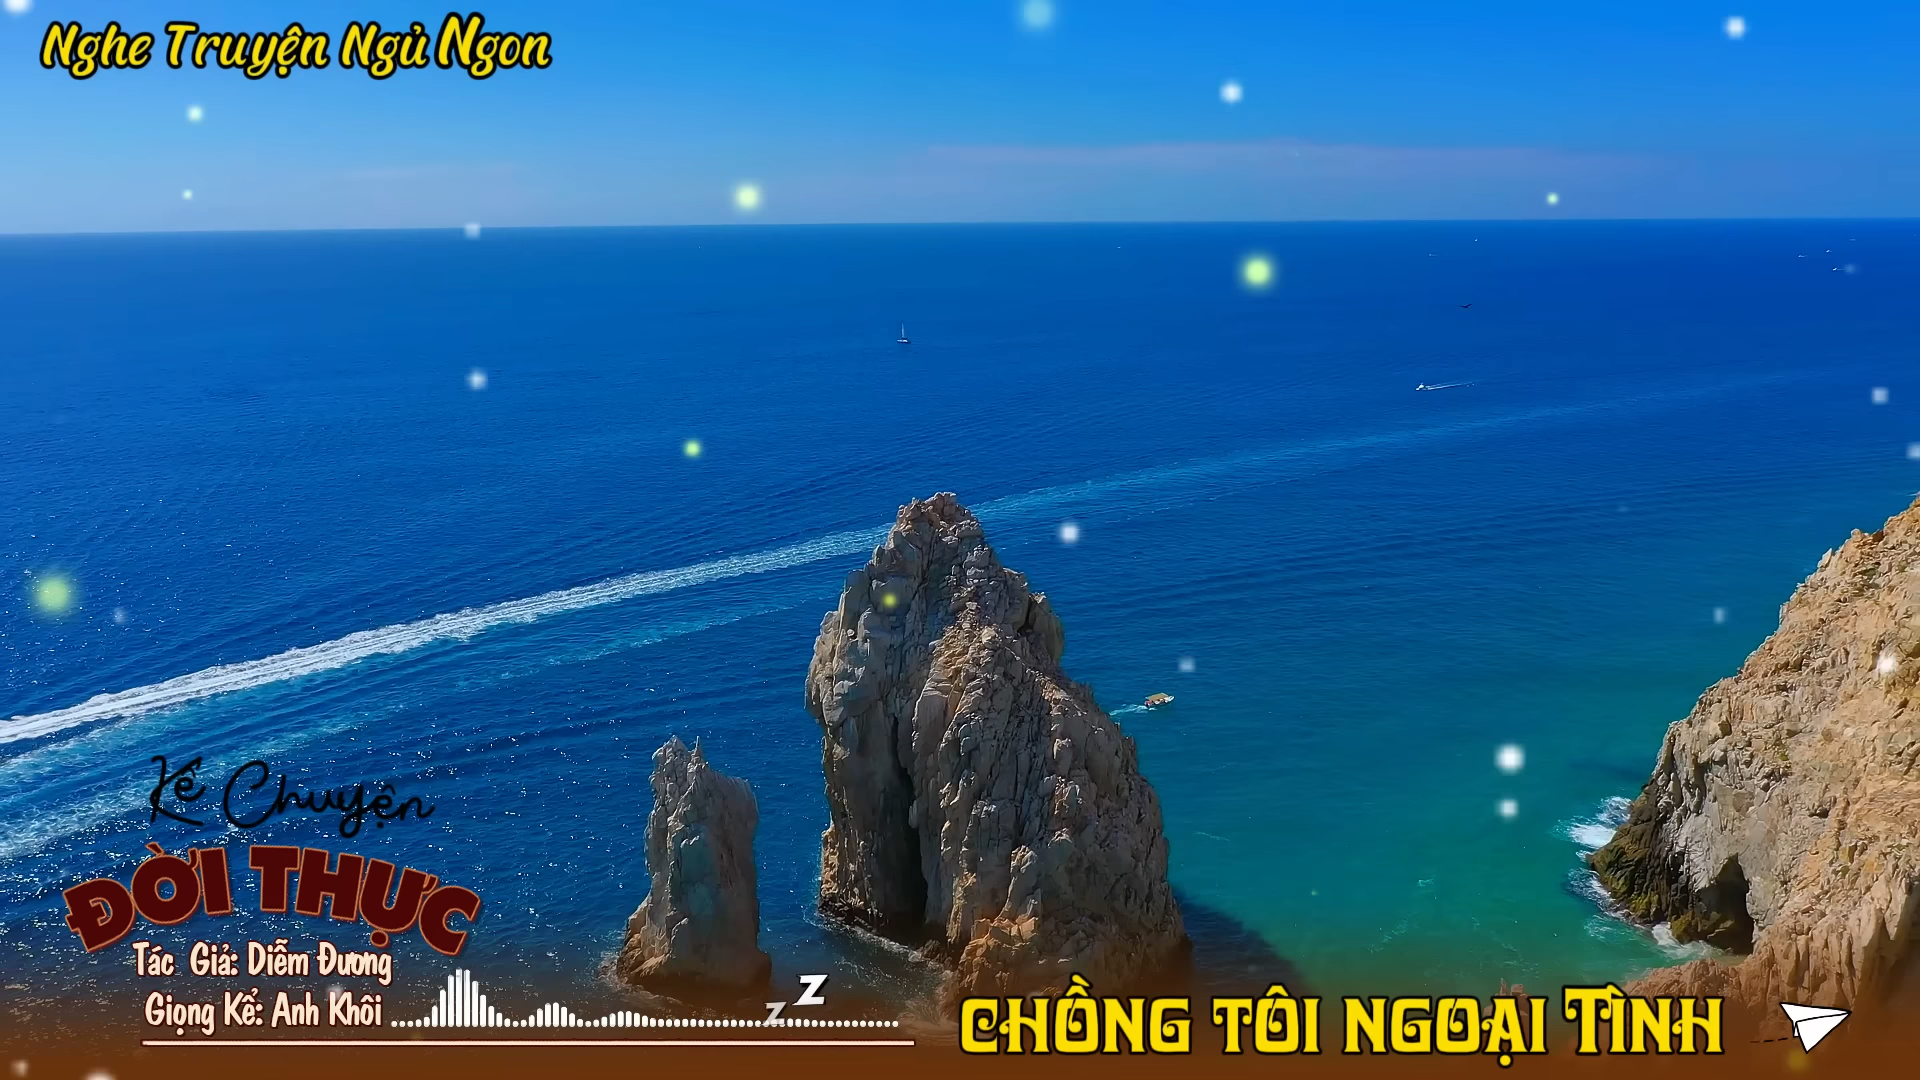 Nghe Truyện Ngủ Ngon
Kể Chuyện
ĐỜI THỰC
Tác Giả: Diễm Đương
Giọng Kể: Anh Khôi
z Z
CHỒNG TÔI NGOẠI TÌNH